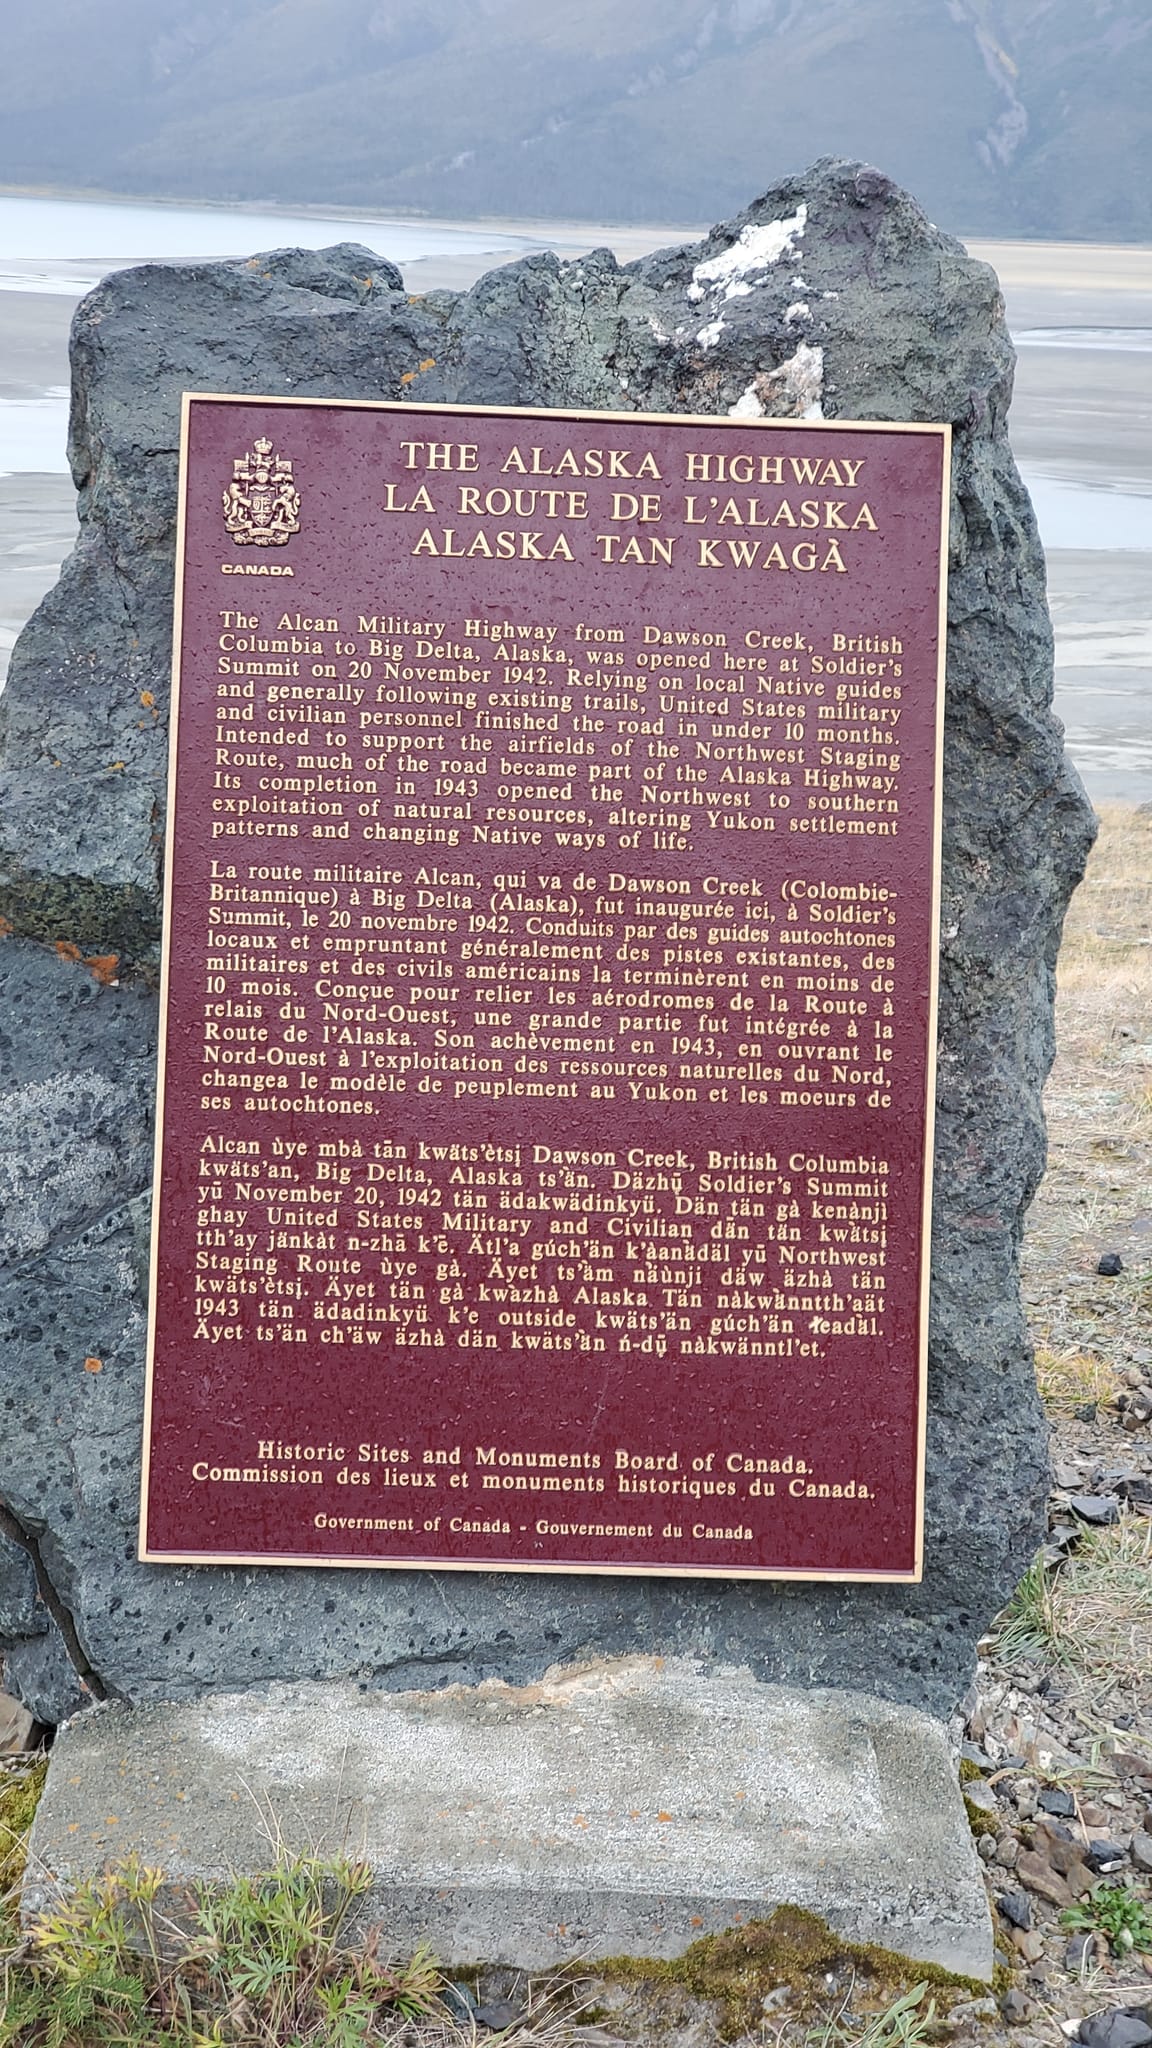 THE ALASKA HIGHWAY
LA ROUTE DE L'ALASKA
ALASKA TAN KWAGÀ
CANADA
The Alcan Military Highway from Dawson Creek, British
Columbia to Big Delta, Alaska, was opened here at Soldier's
Summit on 20 November 1942. Relying on local Native guides
and generally following existing trails, United States military
and civilian personnel finished the road in under 10 months.
Intended to support the airfields of the Northwest Staging
Route, much of the road became part of the Alaska Highway.
Its completion in 1943 opened the Northwest to southern
exploitation of natural resources, altering Yukon settlement
patterns and changing Native ways of life.
La route militaire Alcan, qui va de Dawson Creek (Colombie-
Britannique) à Big Delta (Alaska), fut inaugurée ici, à Soldier's
Summit, le 20 novembre 1942. Conduits par des guides autochtones
locaux et empruntant généralement des pistes existantes, des
militaires et des civils américains la terminèrent en moins de
10 mois. Conçue pour relier les aérodromes de la Route à
relais du Nord-Ouest, une grande partie fut intégrée à la
Route de l'Alaska. Son achèvement en 1943, en ouvrant le
Nord-Ouest à l'exploitation des ressources naturelles du Nord,
changea le modèle de peuplement au Yukon et les moeurs de
ses autochtones.
Alcan ùye mbà tān kwäts'ètsį Dawson Creek, British Columbia
kwäts'an, Big Delta, Alaska ts'ä̀n. Däzhų̄ Soldier's Summit
yū November 20, 1942 tän ädakwädinkyü. Dän tän gà kenànjì
ghay United States Military and Civilian dä̃n tän kwä̀tsį
tth'ay jänkàt n-zhā k'ē. Ätl'a gúch'än k'ä̀anä̀däl yū Northwest
Staging Route ùye gà. Äyet ts'äm nä̀ùnji däw äzhà tän
kwäts'ètsį. Äyet tän gà kwàzhà Alaska Tän nàkwä̀nntth'aät
1943 tän ädadinkyü k'e outside kwäts'än gúch'än łeadä̀l.
Äyet ts'än ch'äw äzhà dän kwäts'ä̀n ń-dų̄ nàkwänntl'et.
Historic Sites and Monuments Board of Canada.
Commission des lieux et monuments historiques du Canada.
Government of Canada - Gouvernement du Canada